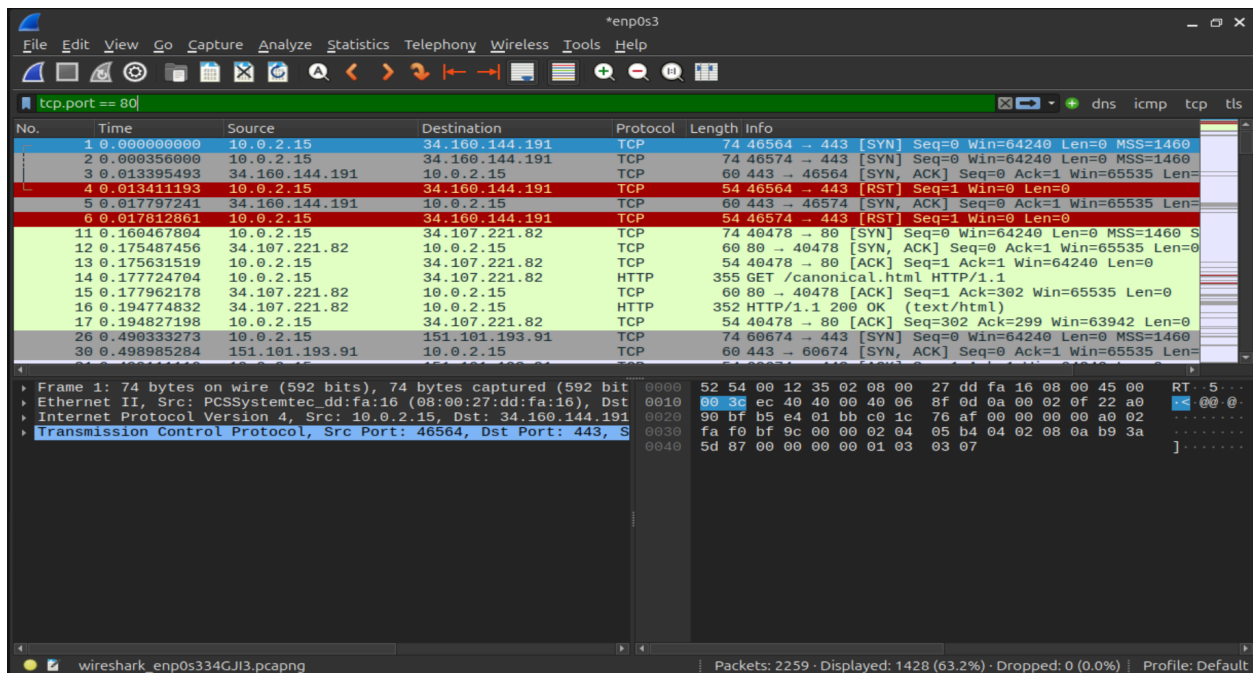 *enp0s3
File Edit View Go Capture Analyze Statistics Telephony Wireless Tools Help
tcp.port == 80 dns icmp tcp tls
No. Time Source Destination Protocol Length Info
1 0.000000000 10.0.2.15 34.160.144.191 TCP 74 46564 → 443 [SYN] Seq=0 Win=64240 Len=0 MSS=1460
2 0.000356000 10.0.2.15 34.160.144.191 TCP 74 46574 → 443 [SYN] Seq=0 Win=64240 Len=0 MSS=1460
3 0.013395493 34.160.144.191 10.0.2.15 TCP 60 443 → 46564 [SYN, ACK] Seq=0 Ack=1 Win=65535 Len=
4 0.013411193 10.0.2.15 34.160.144.191 TCP 54 46564 → 443 [RST] Seq=1 Win=0 Len=0
5 0.017797241 34.160.144.191 10.0.2.15 TCP 60 443 → 46574 [SYN, ACK] Seq=0 Ack=1 Win=65535 Len=
6 0.017812861 10.0.2.15 34.160.144.191 TCP 54 46574 → 443 [RST] Seq=1 Win=0 Len=0
11 0.160467804 10.0.2.15 34.107.221.82 TCP 74 40478 → 80 [SYN] Seq=0 Win=64240 Len=0 MSS=1460 S
12 0.175487456 34.107.221.82 10.0.2.15 TCP 60 80 → 40478 [SYN, ACK] Seq=0 Ack=1 Win=65535 Len=0
13 0.175631519 10.0.2.15 34.107.221.82 TCP 54 40478 → 80 [ACK] Seq=1 Ack=1 Win=64240 Len=0
14 0.177724704 10.0.2.15 34.107.221.82 HTTP 355 GET /canonical.html HTTP/1.1
15 0.177962178 34.107.221.82 10.0.2.15 TCP 60 80 → 40478 [ACK] Seq=1 Ack=302 Win=65535 Len=0
16 0.194774832 34.107.221.82 10.0.2.15 HTTP 352 HTTP/1.1 200 OK (text/html)
17 0.194827198 10.0.2.15 34.107.221.82 TCP 54 40478 → 80 [ACK] Seq=302 Ack=299 Win=63942 Len=0
26 0.490333273 10.0.2.15 151.101.193.91 TCP 74 60674 → 443 [SYN] Seq=0 Win=64240 Len=0 MSS=1460
30 0.498985284 151.101.193.91 10.0.2.15 TCP 60 443 → 60674 [SYN, ACK] Seq=0 Ack=1 Win=65535 Len=
Frame 1: 74 bytes on wire (592 bits), 74 bytes captured (592 bit
Ethernet II, Src: PCSSystemtec_dd:fa:16 (08:00:27:dd:fa:16), Dst
Internet Protocol Version 4, Src: 10.0.2.15, Dst: 34.160.144.191
Transmission Control Protocol, Src Port: 46564, Dst Port: 443, S
0000 52 54 00 12 35 02 08 00 27 dd fa 16 08 00 45 00 RT··5···
0010 00 3c ec 40 40 00 40 06 8f 0d 0a 00 02 0f 22 a0 ·<·@@·@·
0020 90 bf b5 e4 01 bb c0 1c 76 af 00 00 00 00 a0 02 ········
0030 fa f0 bf 9c 00 00 02 04 05 b4 04 02 08 0a b9 3a ········
0040 5d 87 00 00 00 00 01 03 03 07 ]·······
wireshark_enp0s334GJI3.pcapng Packets: 2259 · Displayed: 1428 (63.2%) · Dropped: 0 (0.0%) Profile: Default